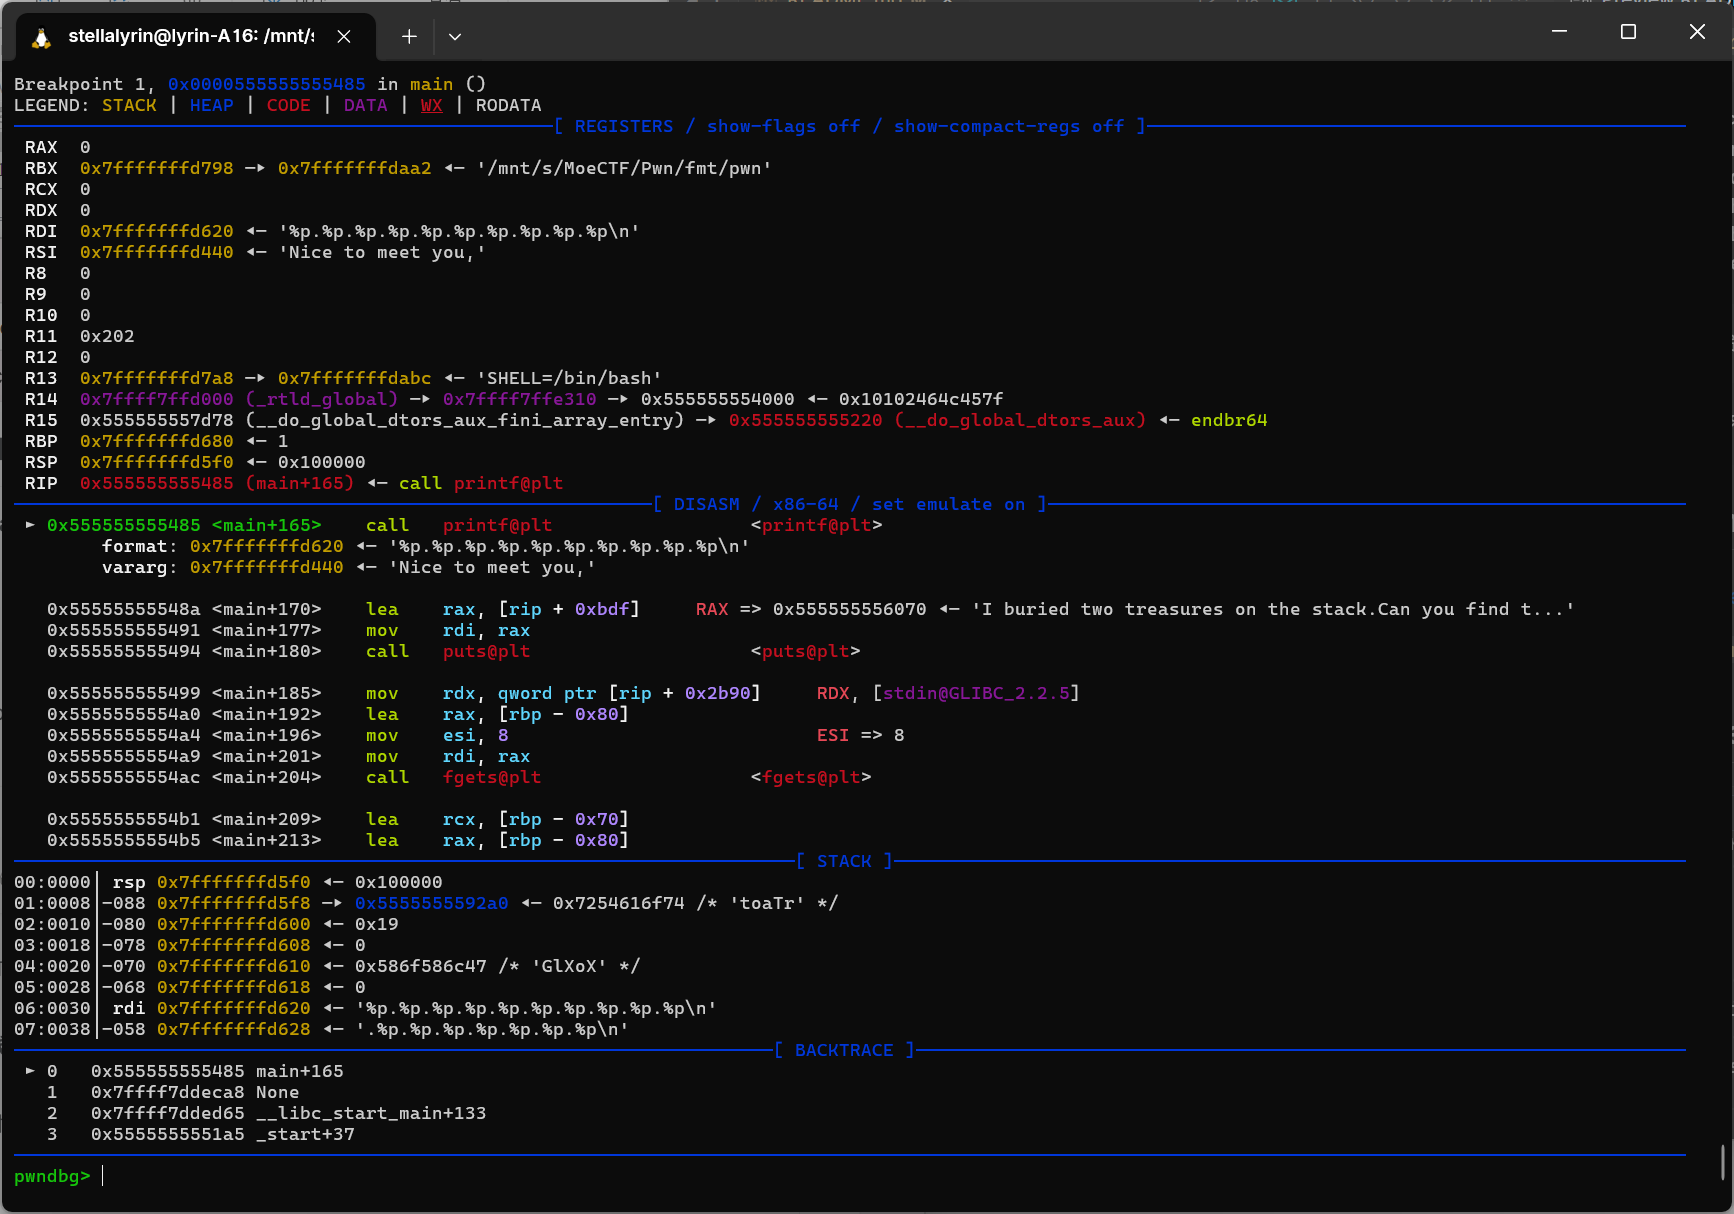 stellalyrin@lyrin-A16: /mnt/s
Breakpoint 1, 0x0000555555555485 in main ()
LEGEND: STACK | HEAP | CODE | DATA | WX | RODATA
[ REGISTERS / show-flags off / show-compact-regs off ]
RAX  0
RBX  0x7fffffffd798 —▸ 0x7fffffffdaa2 ◂— '/mnt/s/MoeCTF/Pwn/fmt/pwn'
RCX  0
RDX  0
RDI  0x7fffffffd620 ◂— '%p.%p.%p.%p.%p.%p.%p.%p.%p.%p\n'
RSI  0x7fffffffd440 ◂— 'Nice to meet you,'
R8   0
R9   0
R10  0
R11  0x202
R12  0
R13  0x7fffffffd7a8 —▸ 0x7fffffffdabc ◂— 'SHELL=/bin/bash'
R14  0x7ffff7ffd000 (_rtld_global) —▸ 0x7ffff7ffe310 —▸ 0x555555554000 ◂— 0x10102464c457f
R15  0x555555557d78 (__do_global_dtors_aux_fini_array_entry) —▸ 0x555555555220 (__do_global_dtors_aux) ◂— endbr64
RBP  0x7fffffffd680 ◂— 1
RSP  0x7fffffffd5f0 ◂— 0x100000
RIP  0x555555555485 (main+165) ◂— call printf@plt
[ DISASM / x86-64 / set emulate on ]
► 0x555555555485 <main+165>    call   printf@plt                  <printf@plt>
format: 0x7fffffffd620 ◂— '%p.%p.%p.%p.%p.%p.%p.%p.%p.%p\n'
vararg: 0x7fffffffd440 ◂— 'Nice to meet you,'
0x55555555548a <main+170>    lea    rax, [rip + 0xbdf]     RAX => 0x555555556070 ◂— 'I buried two treasures on the stack.Can you find t...'
0x555555555491 <main+177>    mov    rdi, rax
0x555555555494 <main+180>    call   puts@plt                    <puts@plt>
0x555555555499 <main+185>    mov    rdx, qword ptr [rip + 0x2b90]     RDX, [stdin@GLIBC_2.2.5]
0x5555555554a0 <main+192>    lea    rax, [rbp - 0x80]
0x5555555554a4 <main+196>    mov    esi, 8                            ESI => 8
0x5555555554a9 <main+201>    mov    rdi, rax
0x5555555554ac <main+204>    call   fgets@plt                   <fgets@plt>
0x5555555554b1 <main+209>    lea    rcx, [rbp - 0x70]
0x5555555554b5 <main+213>    lea    rax, [rbp - 0x80]
[ STACK ]
00:0000│ rsp 0x7fffffffd5f0 ◂— 0x100000
01:0008│-088 0x7fffffffd5f8 —▸ 0x5555555592a0 ◂— 0x7254616f74 /* 'toaTr' */
02:0010│-080 0x7fffffffd600 ◂— 0x19
03:0018│-078 0x7fffffffd608 ◂— 0
04:0020│-070 0x7fffffffd610 ◂— 0x586f586c47 /* 'GlXoX' */
05:0028│-068 0x7fffffffd618 ◂— 0
06:0030│ rdi 0x7fffffffd620 ◂— '%p.%p.%p.%p.%p.%p.%p.%p.%p.%p.%p\n'
07:0038│-058 0x7fffffffd628 ◂— '.%p.%p.%p.%p.%p.%p.%p\n'
[ BACKTRACE ]
► 0   0x555555555485 main+165
1   0x7ffff7ddeca8 None
2   0x7ffff7dded65 __libc_start_main+133
3   0x5555555551a5 _start+37
pwndbg>